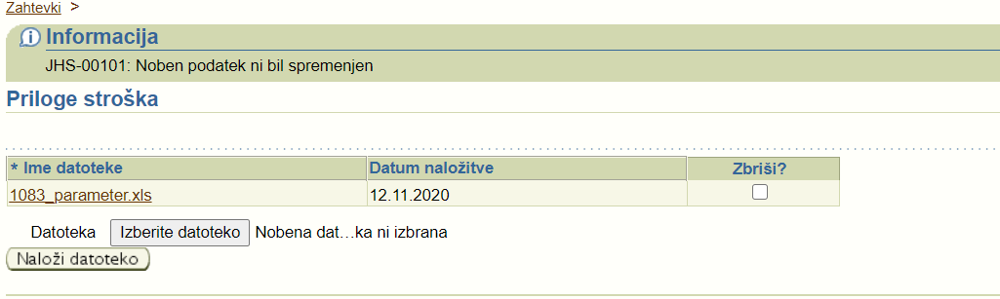 Zahtevki >
Informacija
JHS-00101: Noben podatek ni bil spremenjen
Priloge stroška
* Ime datoteke Datum naložitve Zbriši?
1083_parameter.xls 12.11.2020
Datoteka Izberite datoteko Nobena dat…ka ni izbrana
Naloži datoteko